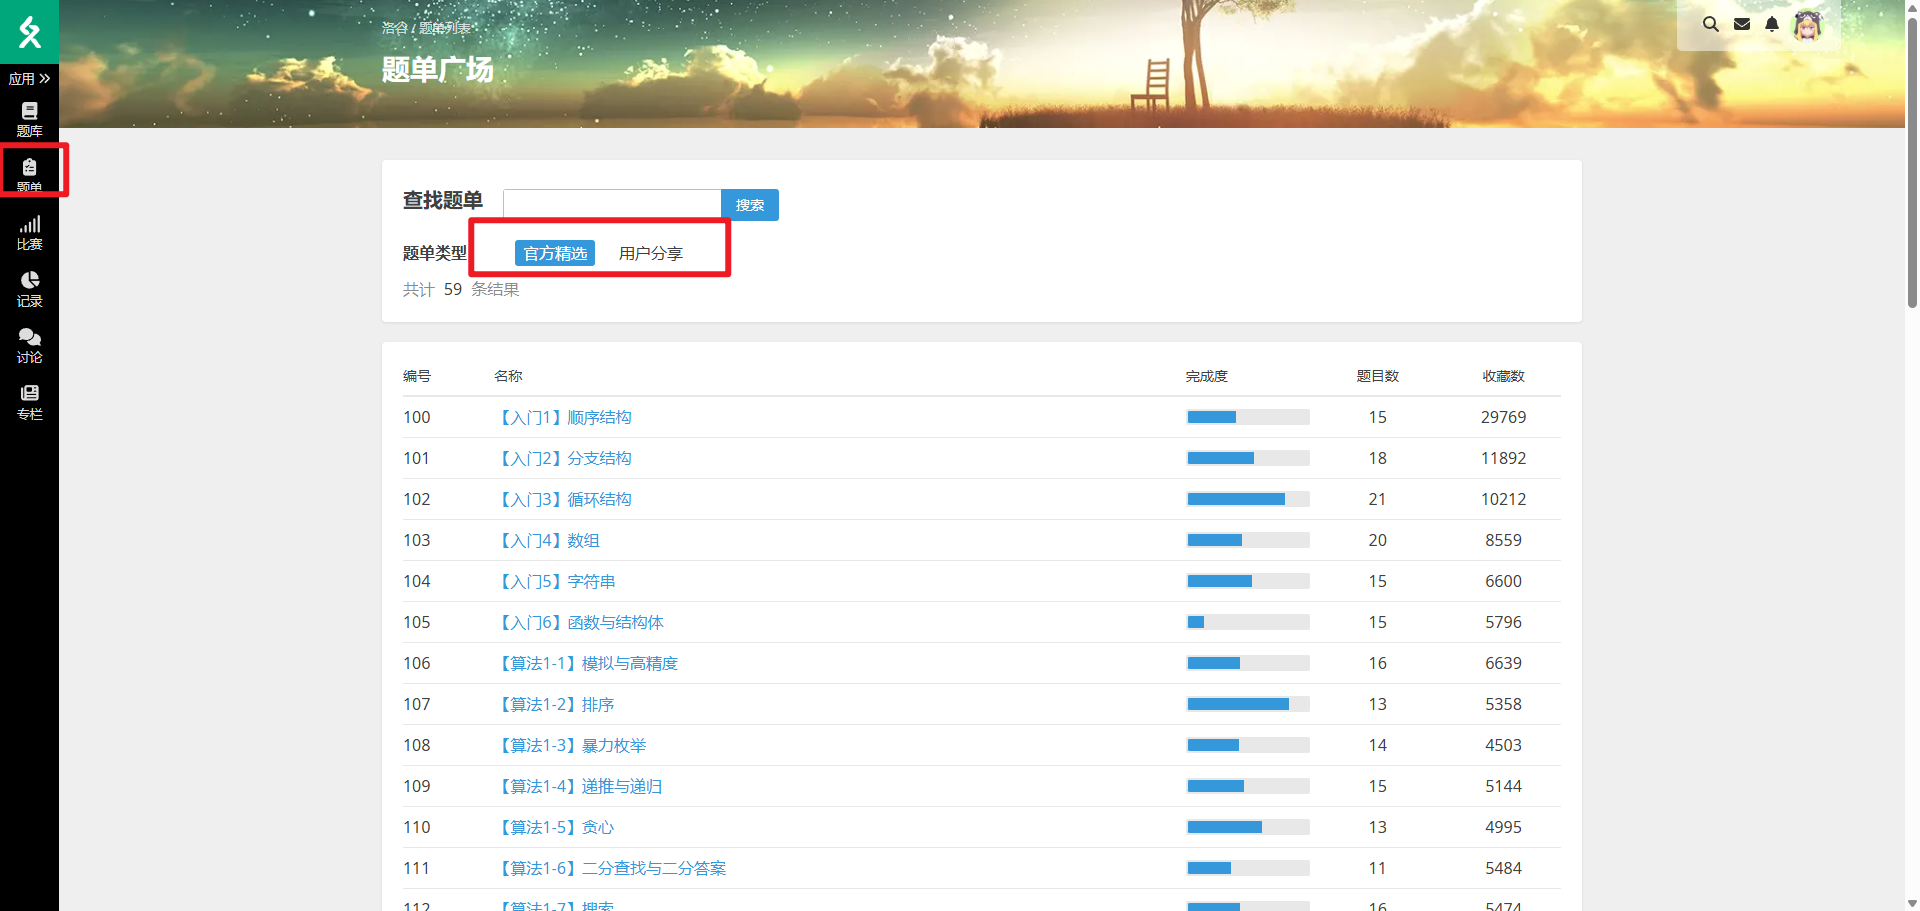 洛谷 / 题单列表
题单广场
应用
题库
题单
比赛
记录
讨论
专栏
查找题单
搜索
题单类型 官方精选 用户分享
共计 59 条结果
编号 名称 完成度 题目数 收藏数
100 【入门1】顺序结构 15 29769
101 【入门2】分支结构 18 11892
102 【入门3】循环结构 21 10212
103 【入门4】数组 20 8559
104 【入门5】字符串 15 6600
105 【入门6】函数与结构体 15 5796
106 【算法1-1】模拟与高精度 16 6639
107 【算法1-2】排序 13 5358
108 【算法1-3】暴力枚举 14 4503
109 【算法1-4】递推与递归 15 5144
110 【算法1-5】贪心 13 4995
111 【算法1-6】二分查找与二分答案 11 5484
112 【算法1-7】搜索 16 5474